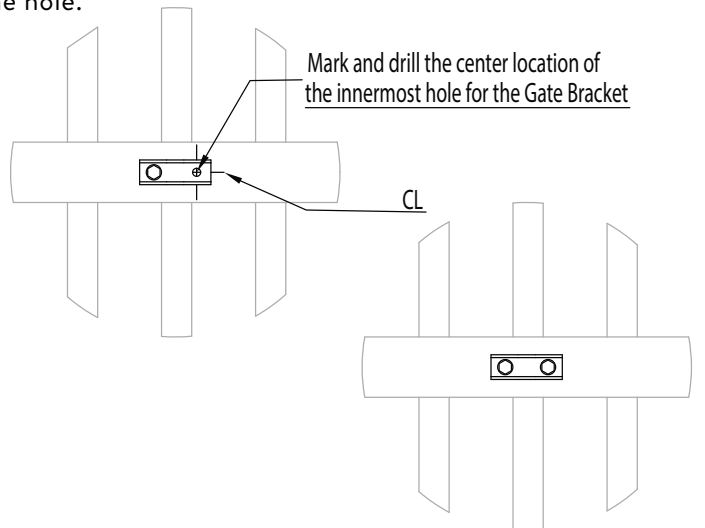 hole.
Mark and drill the center location of
the innermost hole for the Gate Bracket
CL